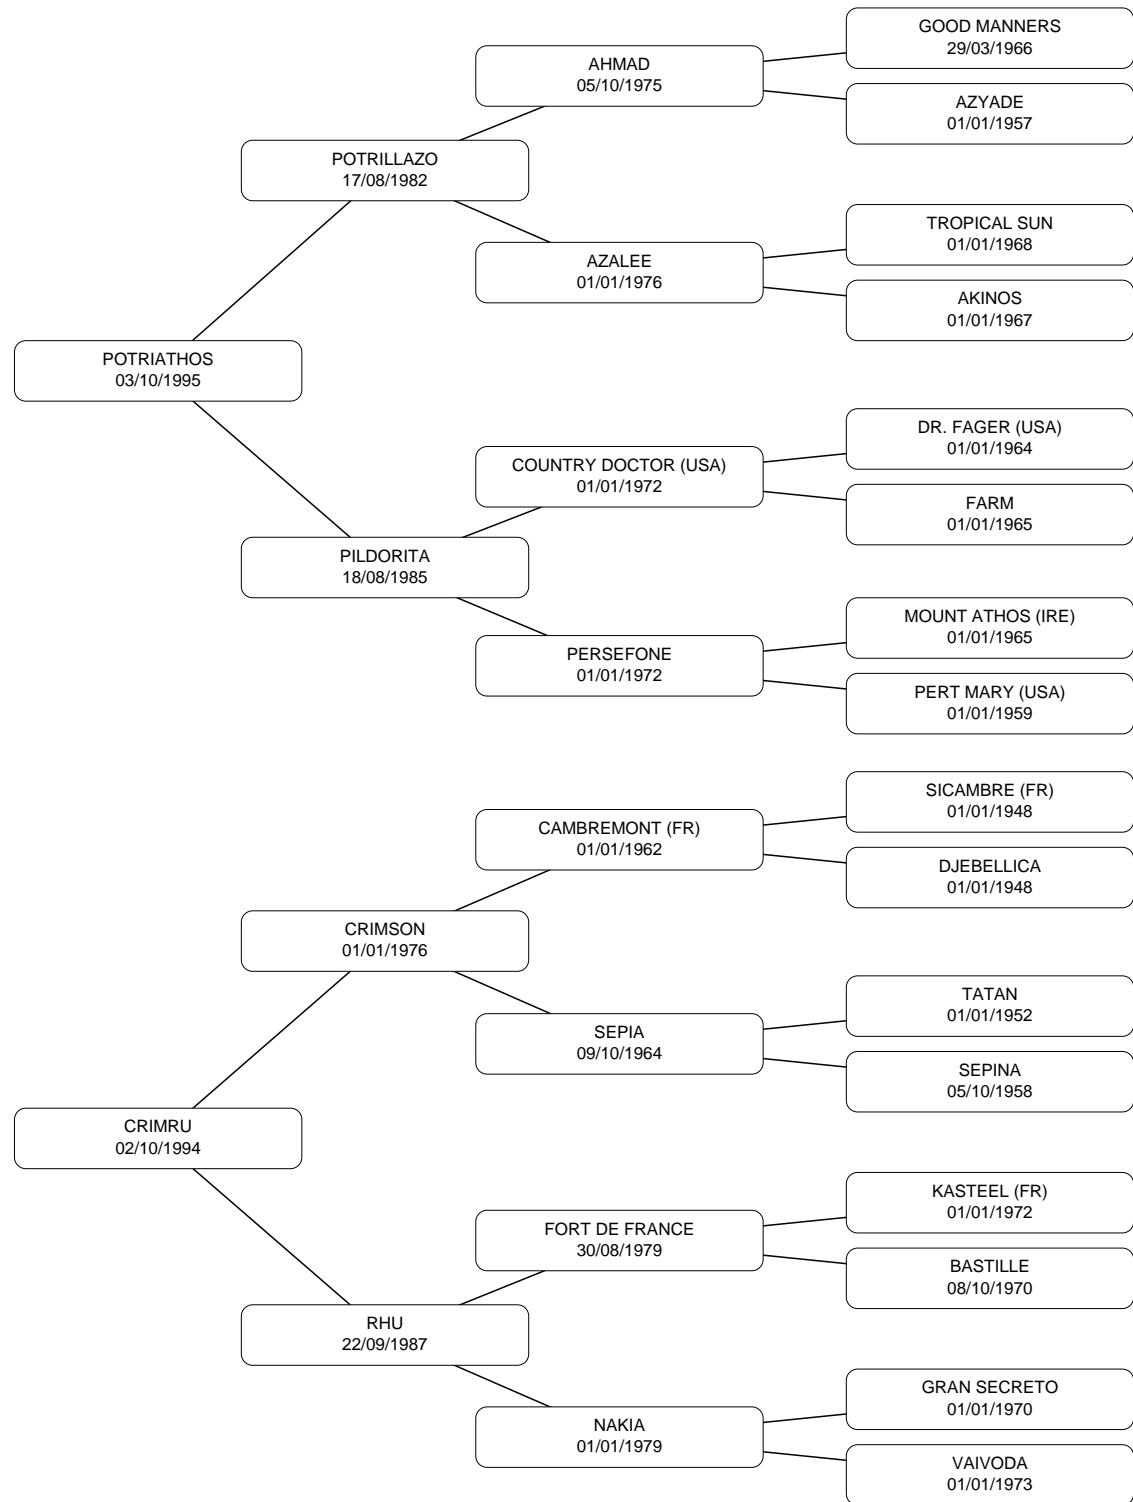 GOOD MANNERS
29/03/1966
AHMAD
05/10/1975
AZYADE
01/01/1957
POTRILLAZO
17/08/1982
TROPICAL SUN
01/01/1968
AZALEE
01/01/1976
AKINOS
01/01/1967
POTRIATHOS
03/10/1995
DR. FAGER (USA)
01/01/1964
COUNTRY DOCTOR (USA)
01/01/1972
FARM
01/01/1965
PILDORITA
18/08/1985
MOUNT ATHOS (IRE)
01/01/1965
PERSEFONE
01/01/1972
PERT MARY (USA)
01/01/1959
SICAMBRE (FR)
01/01/1948
CAMBREMONT (FR)
01/01/1962
DJEBELLICA
01/01/1948
CRIMSON
01/01/1976
TATAN
01/01/1952
SEPIA
09/10/1964
SEPINA
05/10/1958
CRIMRU
02/10/1994
KASTEEL (FR)
01/01/1972
FORT DE FRANCE
30/08/1979
BASTILLE
08/10/1970
RHU
22/09/1987
GRAN SECRETO
01/01/1970
NAKIA
01/01/1979
VAIVODA
01/01/1973